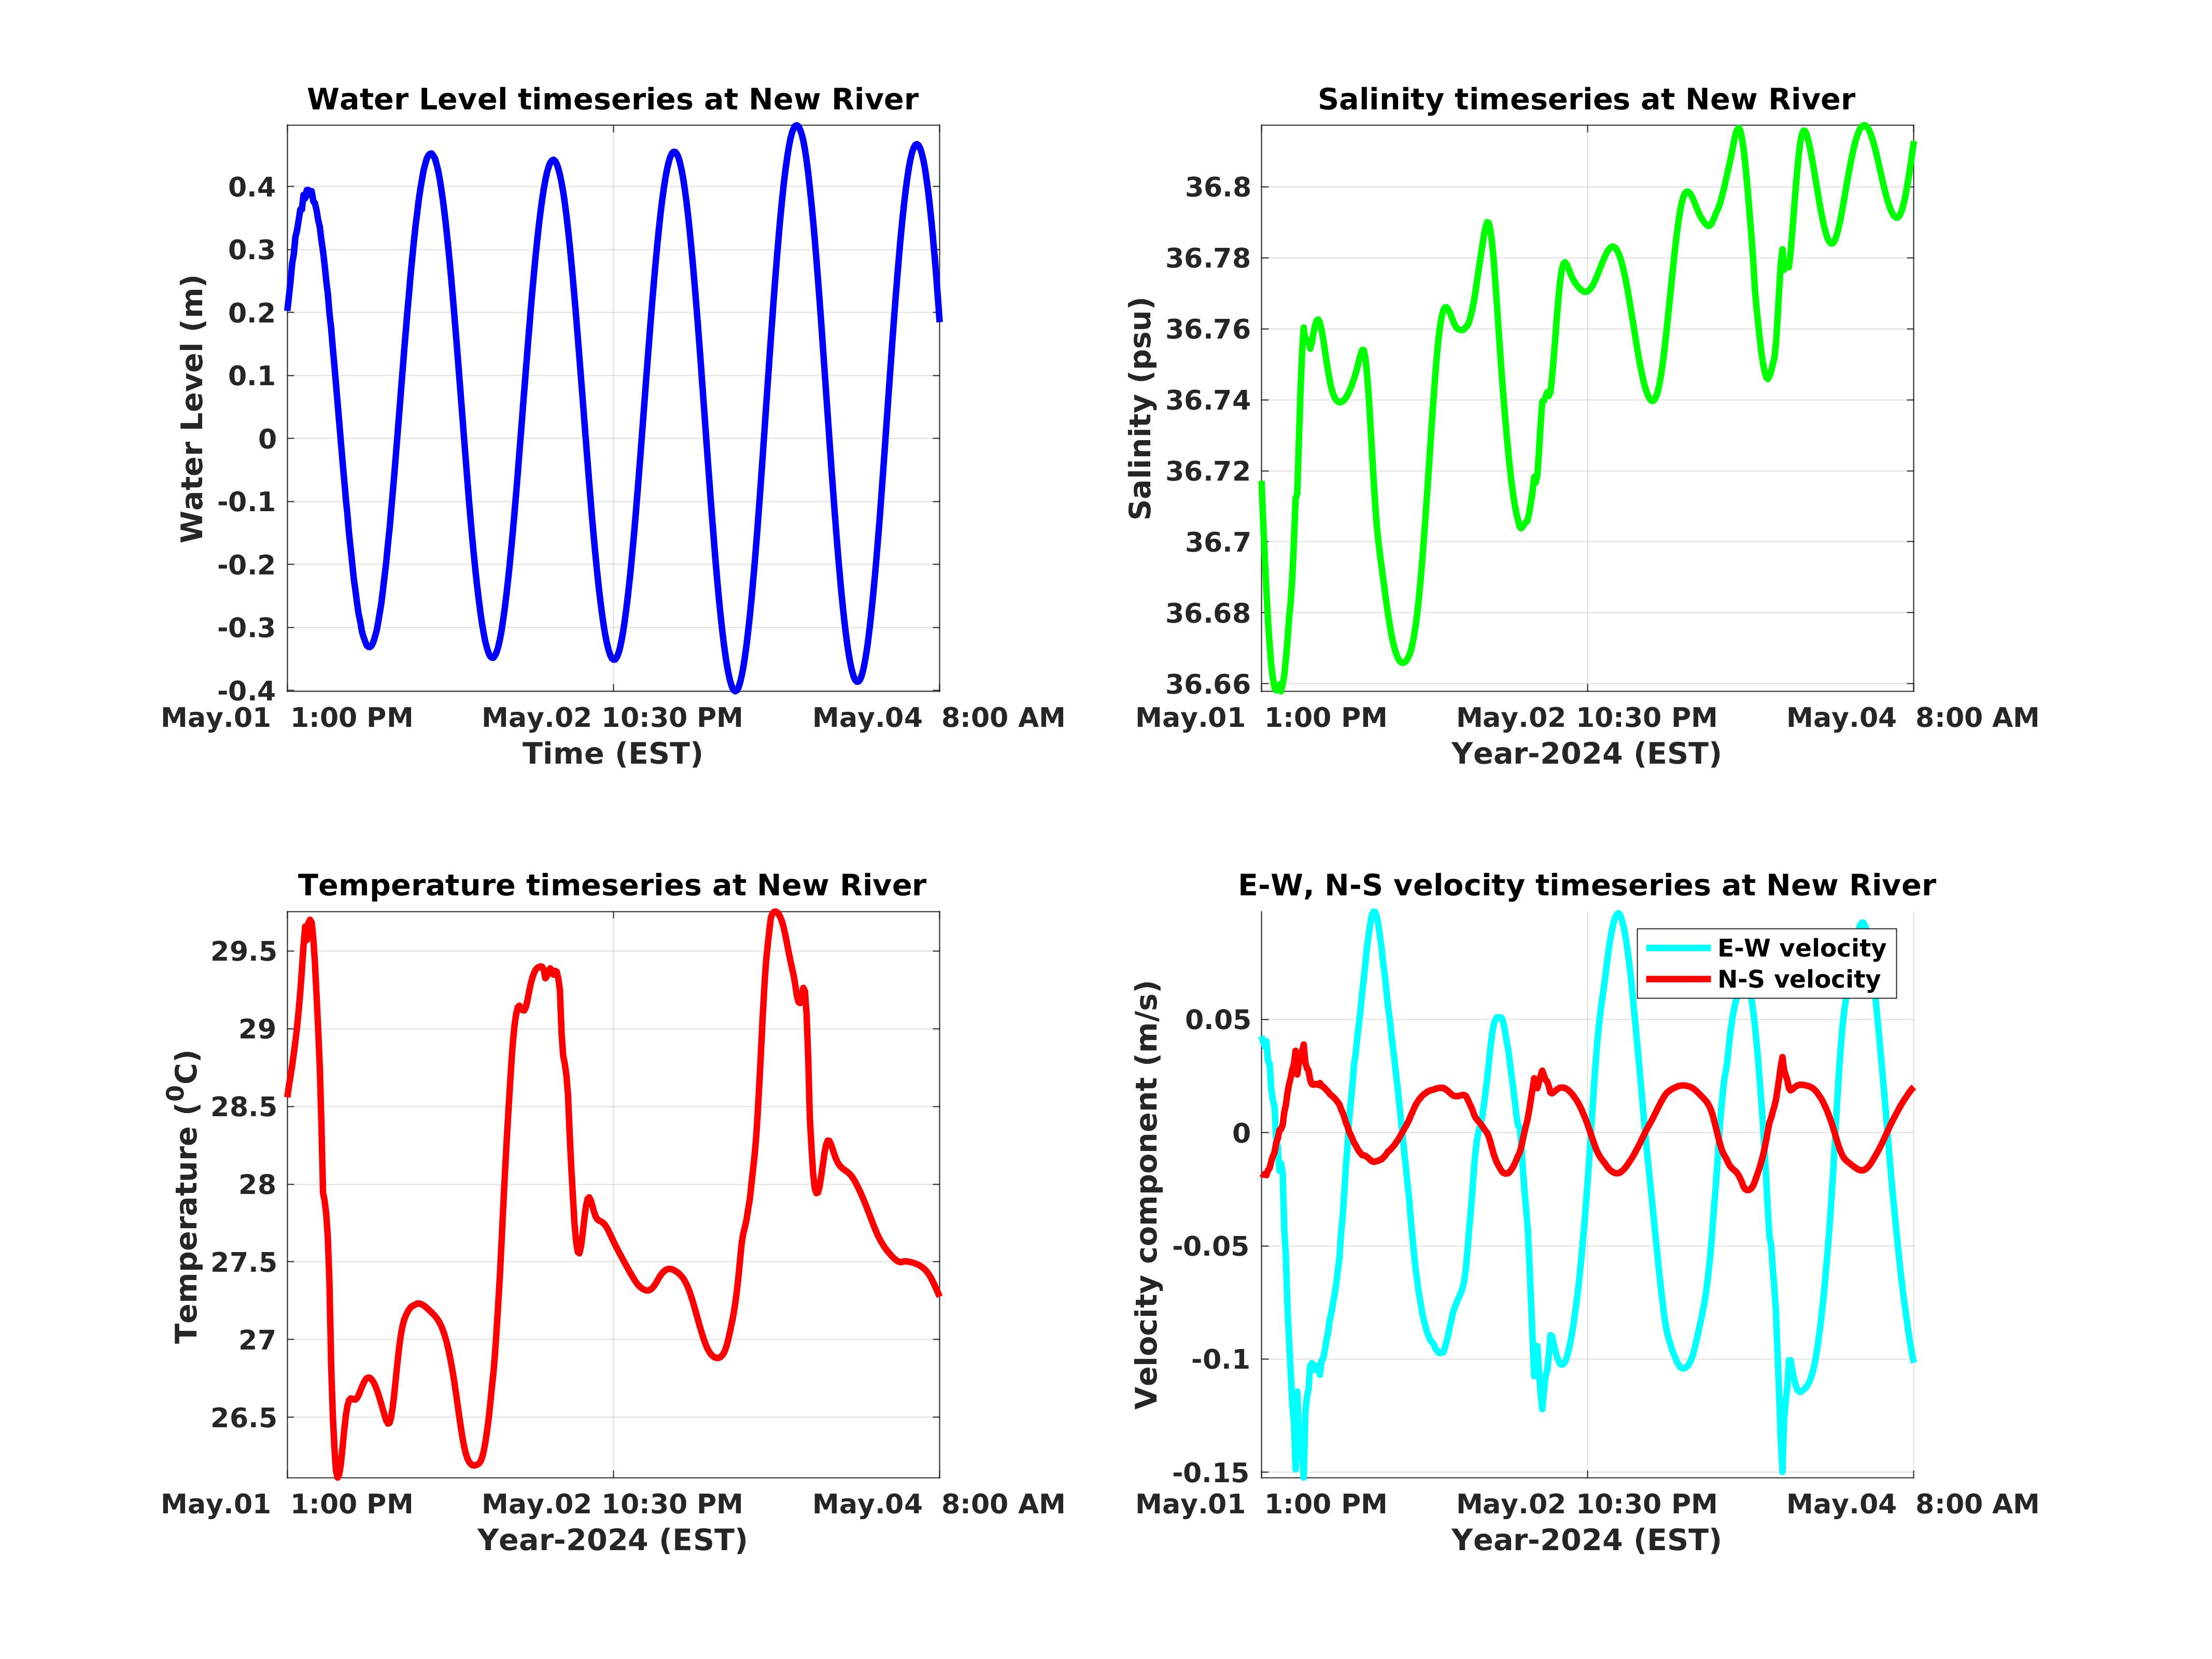 Water Level timeseries at New River
Water Level (m)
0.4
0.3
0.2
0.1
0
-0.1
-0.2
-0.3
-0.4
May.01 1:00 PM May.02 10:30 PM May.04 8:00 AM
Time (EST)
Salinity timeseries at New River
Salinity (psu)
36.8
36.78
36.76
36.74
36.72
36.7
36.68
36.66
May.01 1:00 PM May.02 10:30 PM May.04 8:00 AM
Year-2024 (EST)
Temperature timeseries at New River
Temperature (⁰C)
29.5
29
28.5
28
27.5
27
26.5
May.01 1:00 PM May.02 10:30 PM May.04 8:00 AM
Year-2024 (EST)
E-W, N-S velocity timeseries at New River
E-W velocity
N-S velocity
Velocity component (m/s)
0.05
0
-0.05
-0.1
-0.15
May.01 1:00 PM May.02 10:30 PM May.04 8:00 AM
Year-2024 (EST)